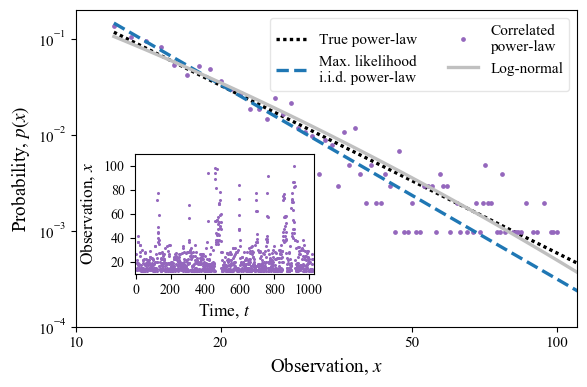 10⁻¹
10⁻²
10⁻³
10⁻⁴
Probability, p(x)
True power-law
Max. likelihood
i.i.d. power-law
Correlated
power-law
Log-normal
100
80
60
40
20
Observation, x
0 200 400 600 800 1000
Time, t
10 20 50 100
Observation, x